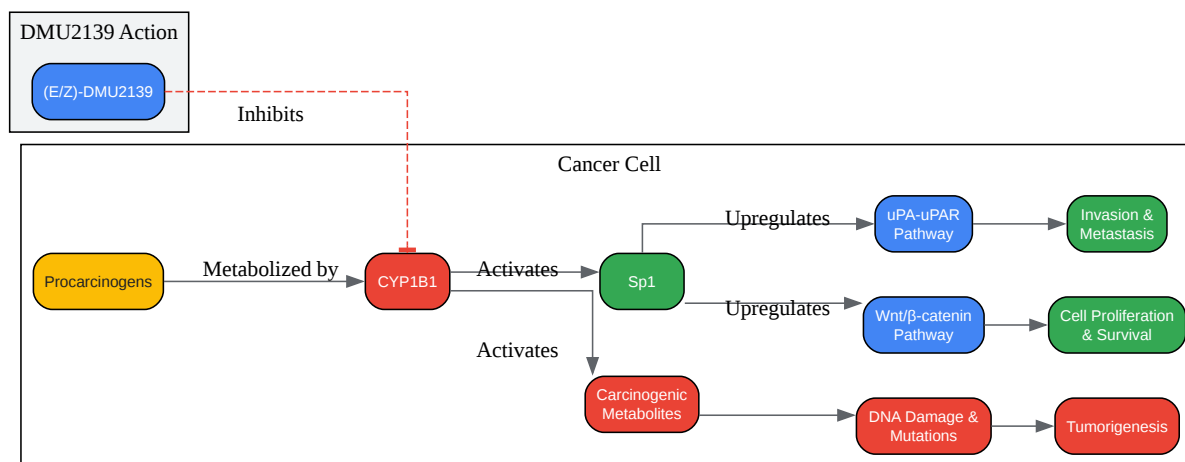 DMU2139 Action
(E/Z)-DMU2139
Inhibits
Cancer Cell
Procarcinogens
Metabolized by
CYP1B1
Activates
Sp1
Upregulates
uPA-uPAR
Pathway
Invasion &
Metastasis
Upregulates
Wnt/β-catenin
Pathway
Cell Proliferation
& Survival
Activates
Carcinogenic
Metabolites
DNA Damage &
Mutations
Tumorigenesis